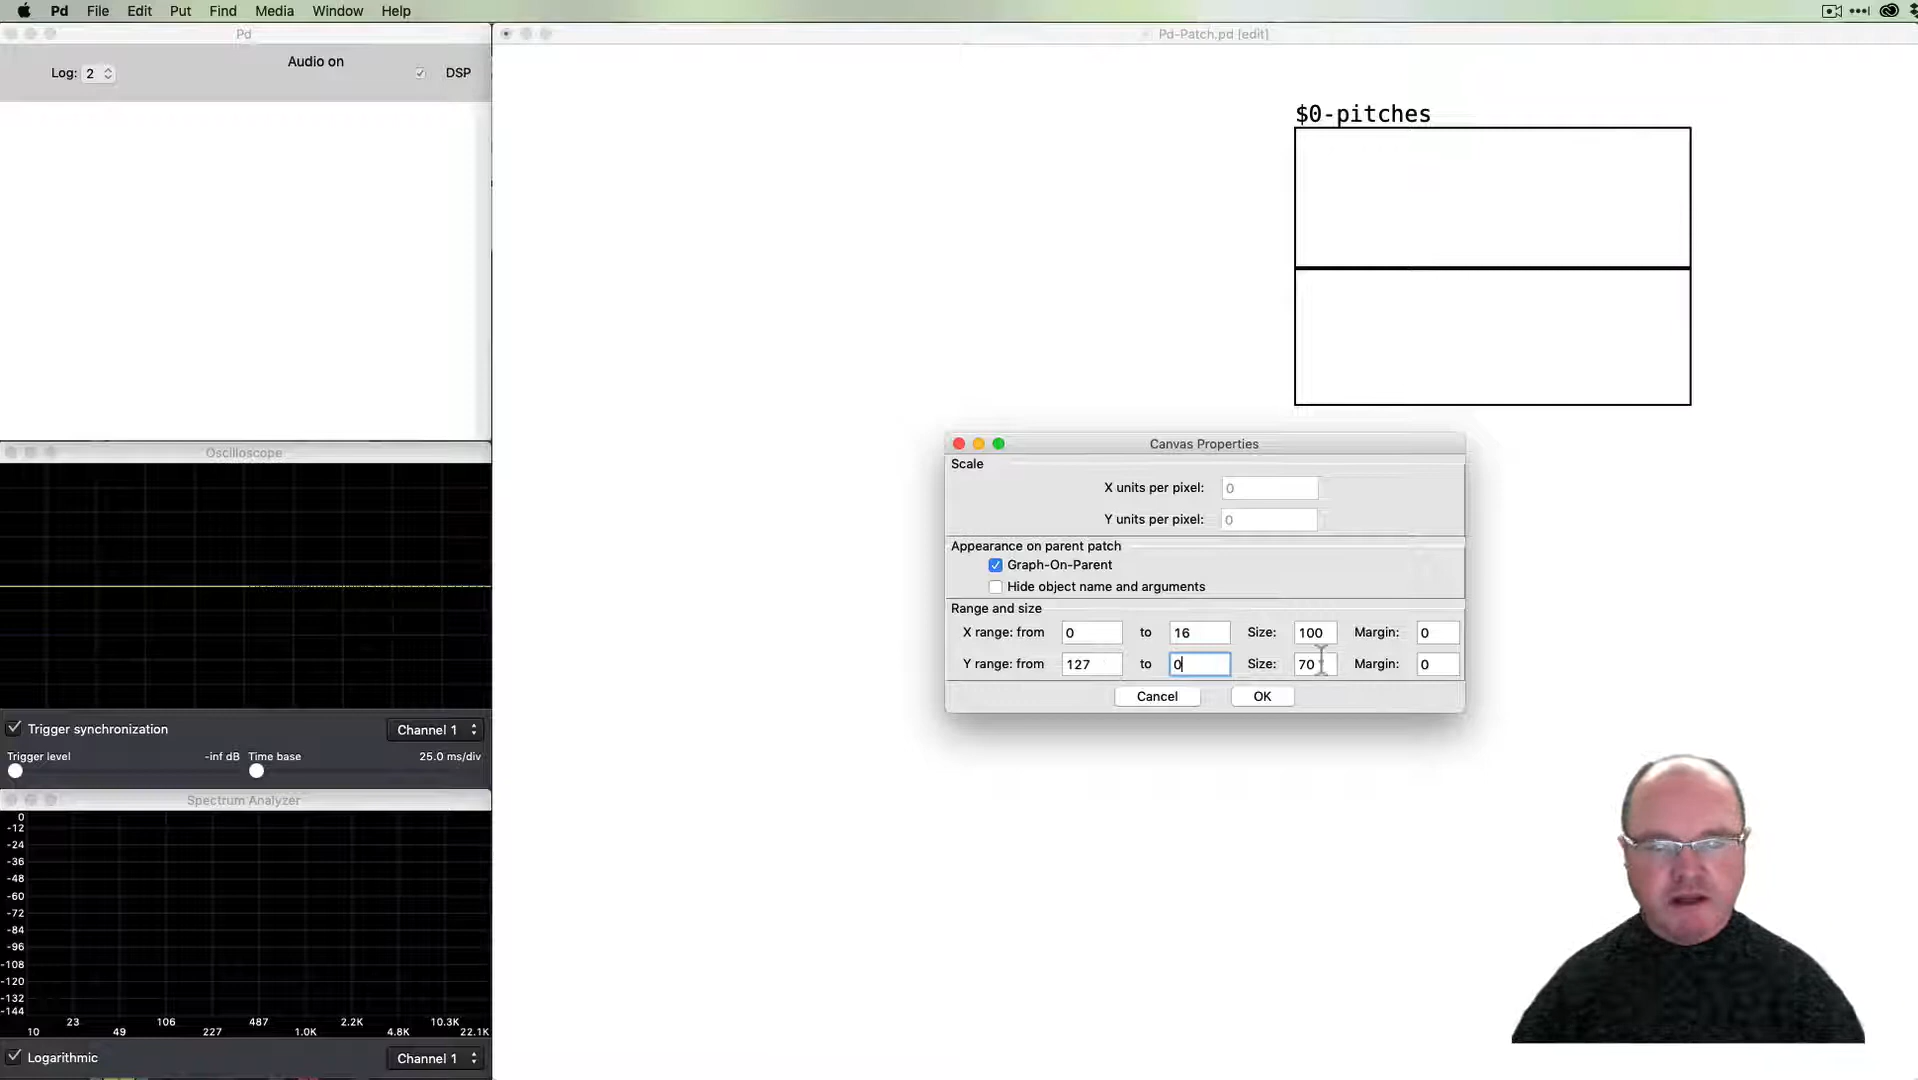 Pd File Edit Put Find Media Window Help
Pd
Log: 2
Audio on
DSP
Pd-Patch.pd [edit]
$0-pitches
Canvas Properties
Scale
X units per pixel: 0
Y units per pixel: 0
Appearance on parent patch
Graph-On-Parent
Hide object name and arguments
Range and size
X range: from 0 to 16 Size: 100 Margin: 0
Y range: from 127 to 0 Size: 70 Margin: 0
Cancel OK
Oscilloscope
Trigger synchronization Channel 1
Trigger level -inf dB Time base 25.0 ms/div
Spectrum Analyzer
0
-12
-24
-36
-48
-60
-72
-84
-96
-108
-120
-132
-144
23 106 487 2.2K 10.3K
10 49 227 1.0K 4.8K 22.1K
Logarithmic Channel 1